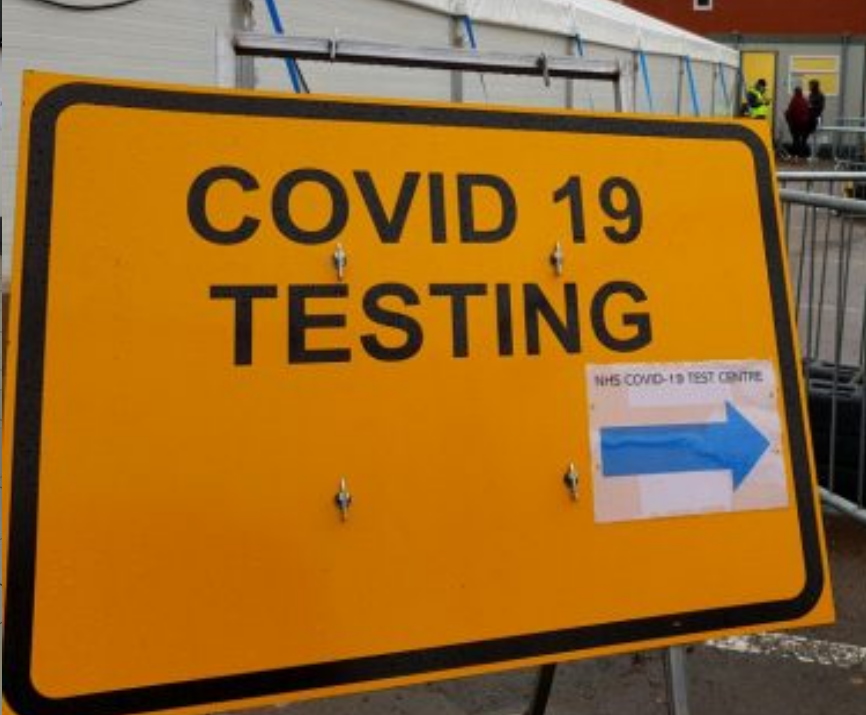 COVID 19
TESTING
NHS COVID-19 TEST CENTRE